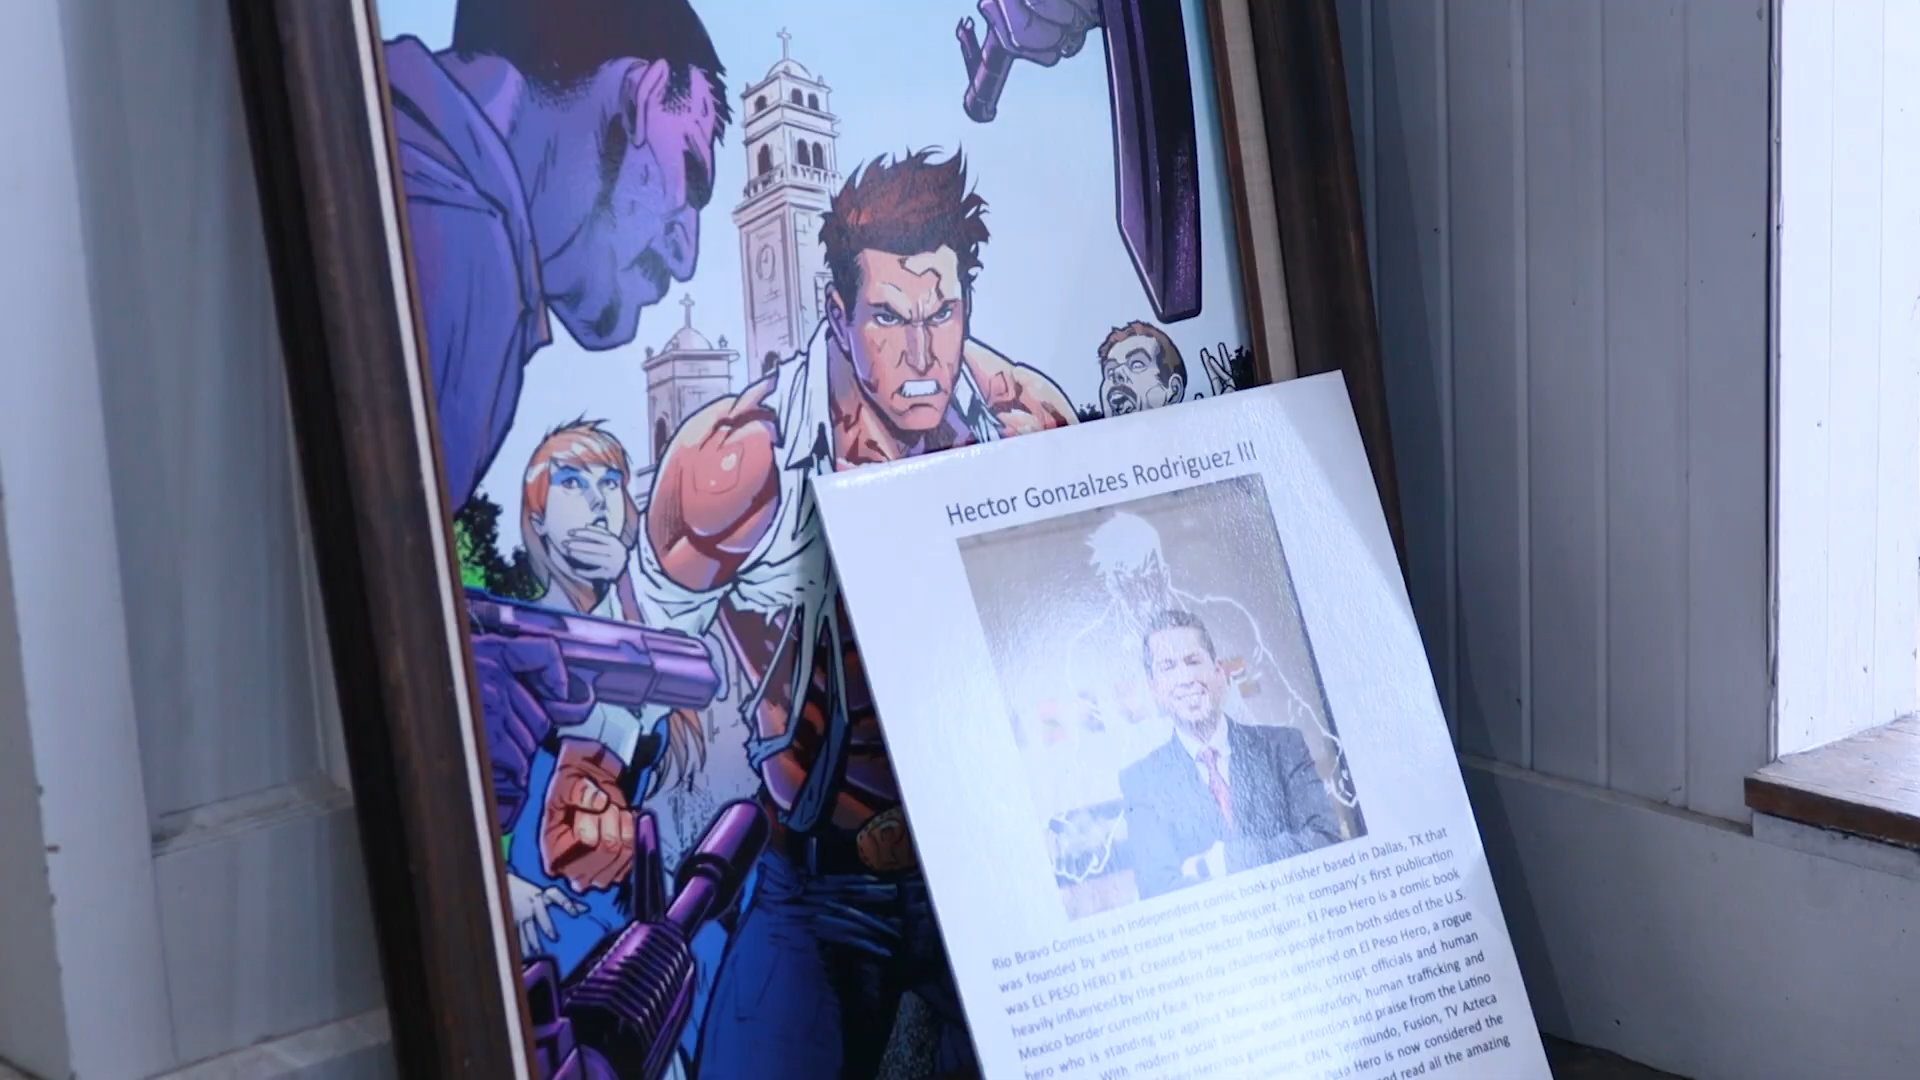 Hector Gonzalzes Rodriguez III
Rio Bravo Comics is an independent comic book publisher based in Dallas, TX that
was founded by artist creator Hector Rodriguez. The company's first publication
was EL PESO HERO #1. Created by Hector Rodriguez, El Peso Hero is a comic book
heavily influenced by the modern day challenges people from both sides of the U.S.
Mexico border currently face. The main story is centered on El Peso Hero, a rogue
hero who is standing up against Mexico's cartels, corrupt officials and human
With modern social issues such immigration, human trafficking and
Hero has garnered attention and praise from the Latino
CNN, Telemundo, Fusion, TV Azteca
Peso Hero is now considered the
and read all the amazing